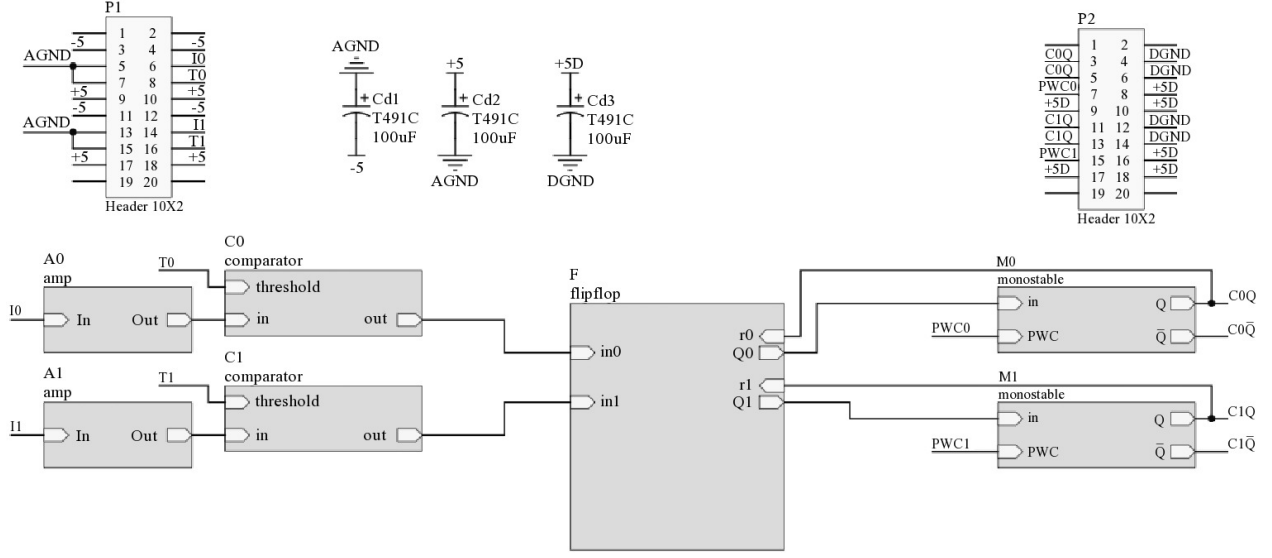 P1
1 2
-5 3 4 -5
AGND 5 6 I0
7 8 T0
+5 9 10 +5
-5 11 12 -5
AGND 13 14 I1
15 16 T1
+5 17 18 +5
19 20
Header 10X2
AGND
+ Cd1
T491C
100uF
-5
+5
+ Cd2
T491C
100uF
AGND
+5D
+ Cd3
T491C
100uF
DGND
P2
1 2
C0Q 3 4 DGND
C0Q 5 6 DGND
PWC0 7 8 +5D
+5D 9 10 +5D
C1Q 11 12 DGND
C1Q 13 14 DGND
PWC1 15 16 +5D
+5D 17 18 +5D
19 20
Header 10X2
A0
amp
I0
In Out
T0
C0
comparator
threshold
in out
A1
amp
I1
In Out
T1
C1
comparator
threshold
in out
F
flipflop
r0
in0 Q0
r1
in1 Q1
M0
monostable
in Q C0Q
PWC0 PWC Q̅ C0Q̅
M1
monostable
in Q C1Q
PWC1 PWC Q̅ C1Q̅